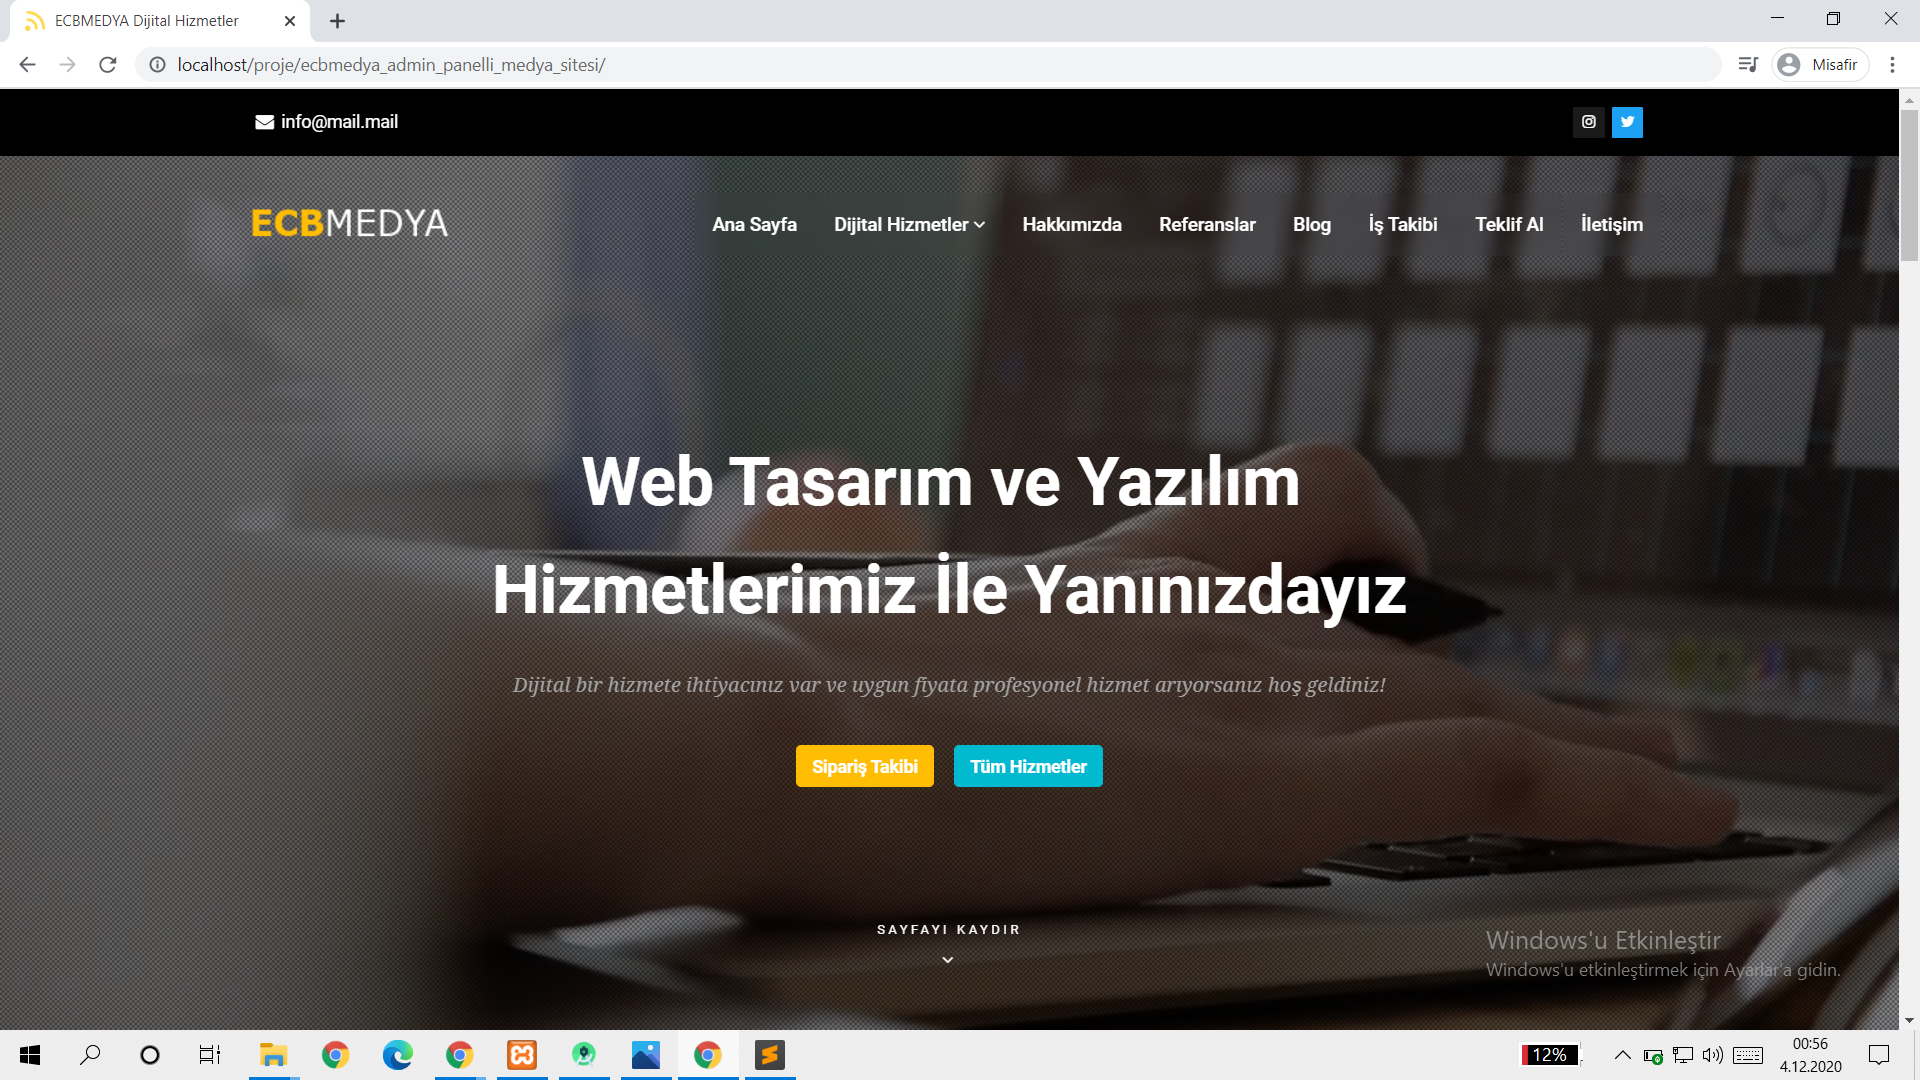 ECBMEDYA Dijital Hizmetler
localhost/proje/ecbmedya_admin_panelli_medya_sitesi/
Misafir
info@mail.mail
ECBMEDYA
Ana Sayfa Dijital Hizmetler Hakkımızda Referanslar Blog İş Takibi Teklif Al İletişim
Web Tasarım ve Yazılım
Hizmetlerimiz İle Yanınızdayız
Dijital bir hizmete ihtiyacınız var ve uygun fiyata profesyonel hizmet arıyorsanız hoş geldiniz!
Sipariş Takibi Tüm Hizmetler
SAYFAYI KAYDIR
Windows'u Etkinleştir
Windows'u etkinleştirmek için Ayarlar'a gidin.
12%
00:56
4.12.2020